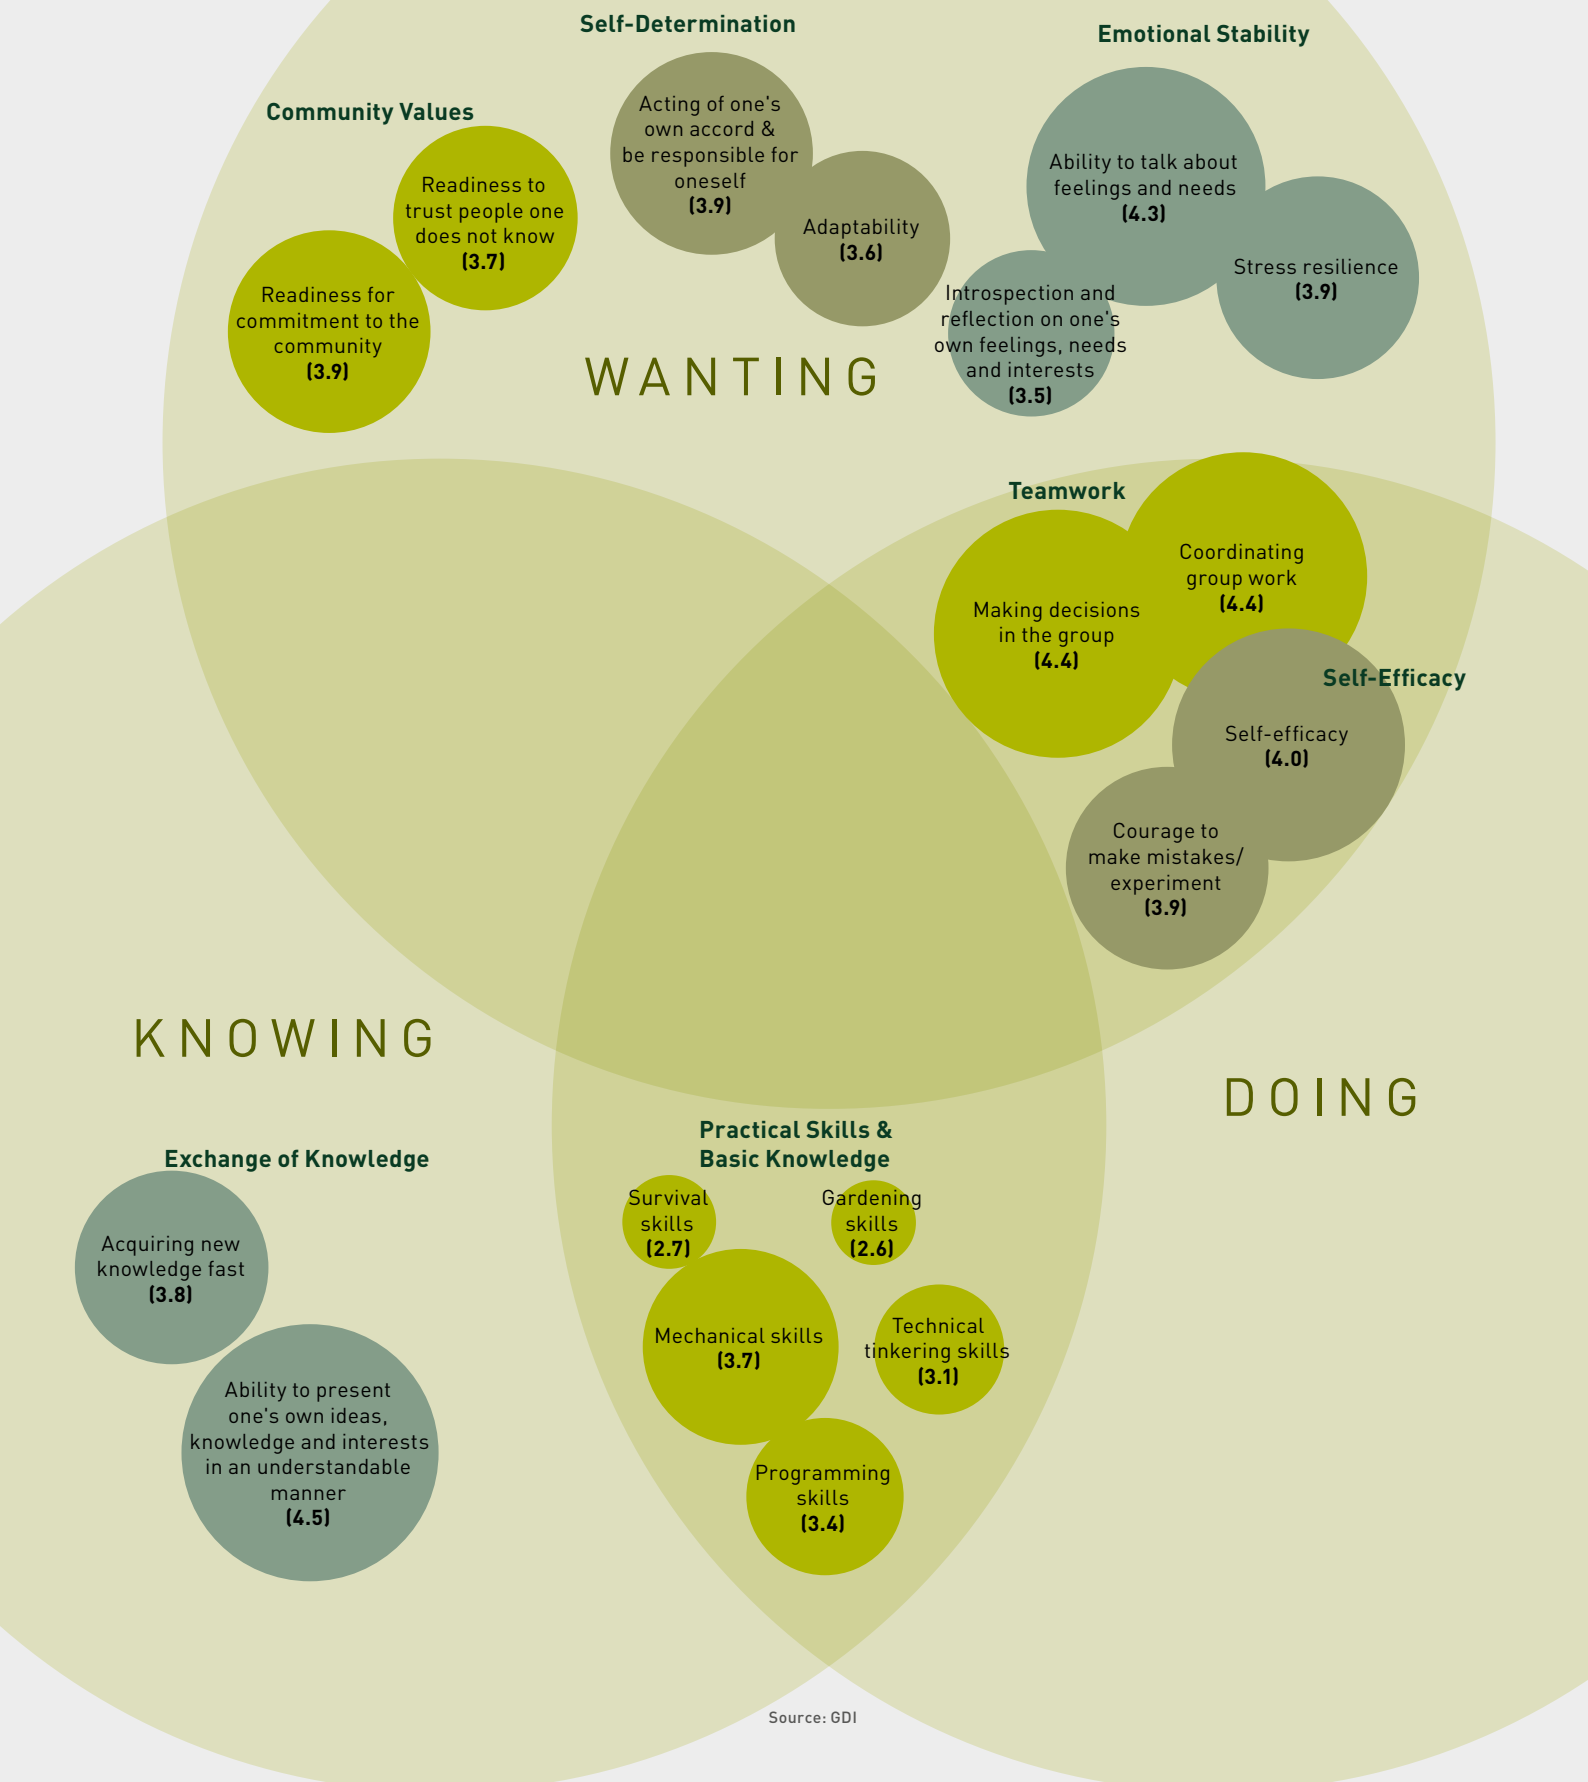 Self-Determination
Emotional Stability
Community Values
Acting of one's
own accord &
be responsible for
oneself
(3.9)
Adaptability
(3.6)
Ability to talk about
feelings and needs
(4.3)
Stress resilience
(3.9)
Introspection and
reflection on one's
own feelings, needs
and interests
(3.5)
Readiness to
trust people one
does not know
(3.7)
Readiness for
commitment to the
community
(3.9)
WANTING
Teamwork
Coordinating
group work
(4.4)
Making decisions
in the group
(4.4)
Self-Efficacy
Self-efficacy
(4.0)
Courage to
make mistakes/
experiment
(3.9)
KNOWING
DOING
Exchange of Knowledge
Acquiring new
knowledge fast
(3.8)
Ability to present
one's own ideas,
knowledge and interests
in an understandable
manner
(4.5)
Practical Skills &
Basic Knowledge
Survival
skills
(2.7)
Gardening
skills
(2.6)
Mechanical skills
(3.7)
Technical
tinkering skills
(3.1)
Programming
skills
(3.4)
Source: GDI